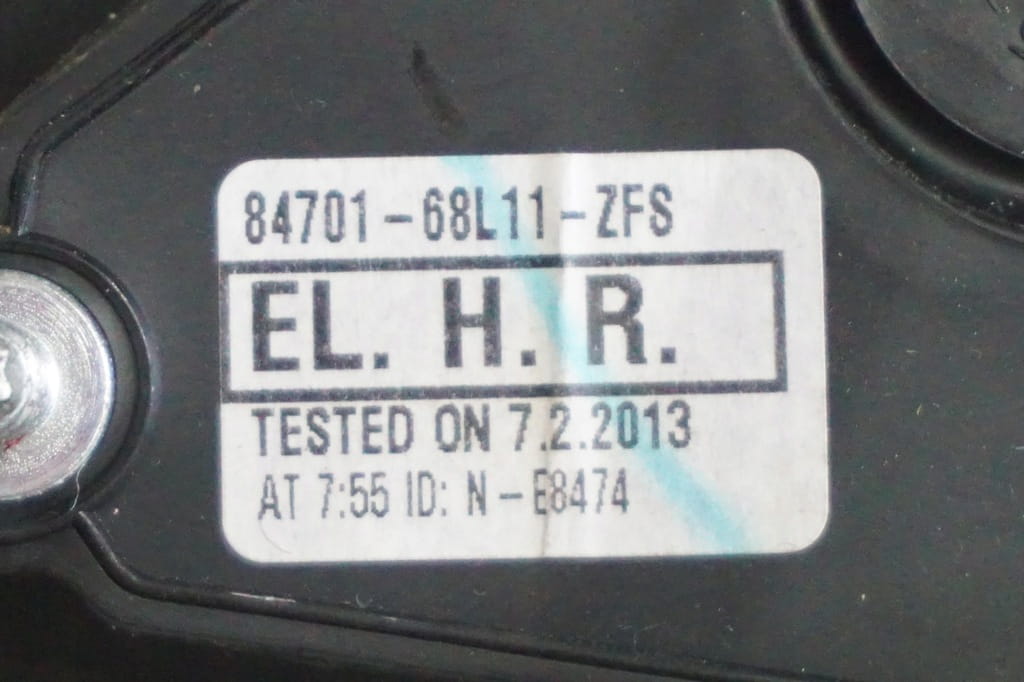 84701-68L11-ZFS
EL. H. R.
TESTED ON 7.2.2013
AT 7:55 ID: N-E8474